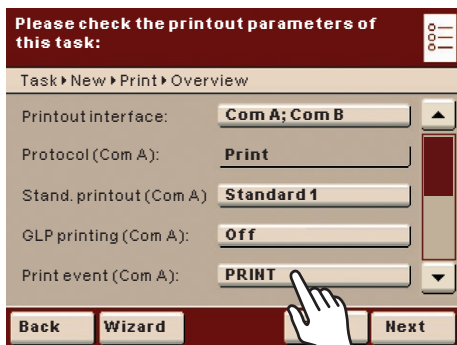 Please check the printout parameters of
this task:
Task▸New▸Print▸Overview
Printout interface: Com A; Com B
Protocol (Com A): Print
Stand. printout (Com A) Standard 1
GLP printing (Com A): Off
Print event (Com A): PRINT
Back Wizard Next